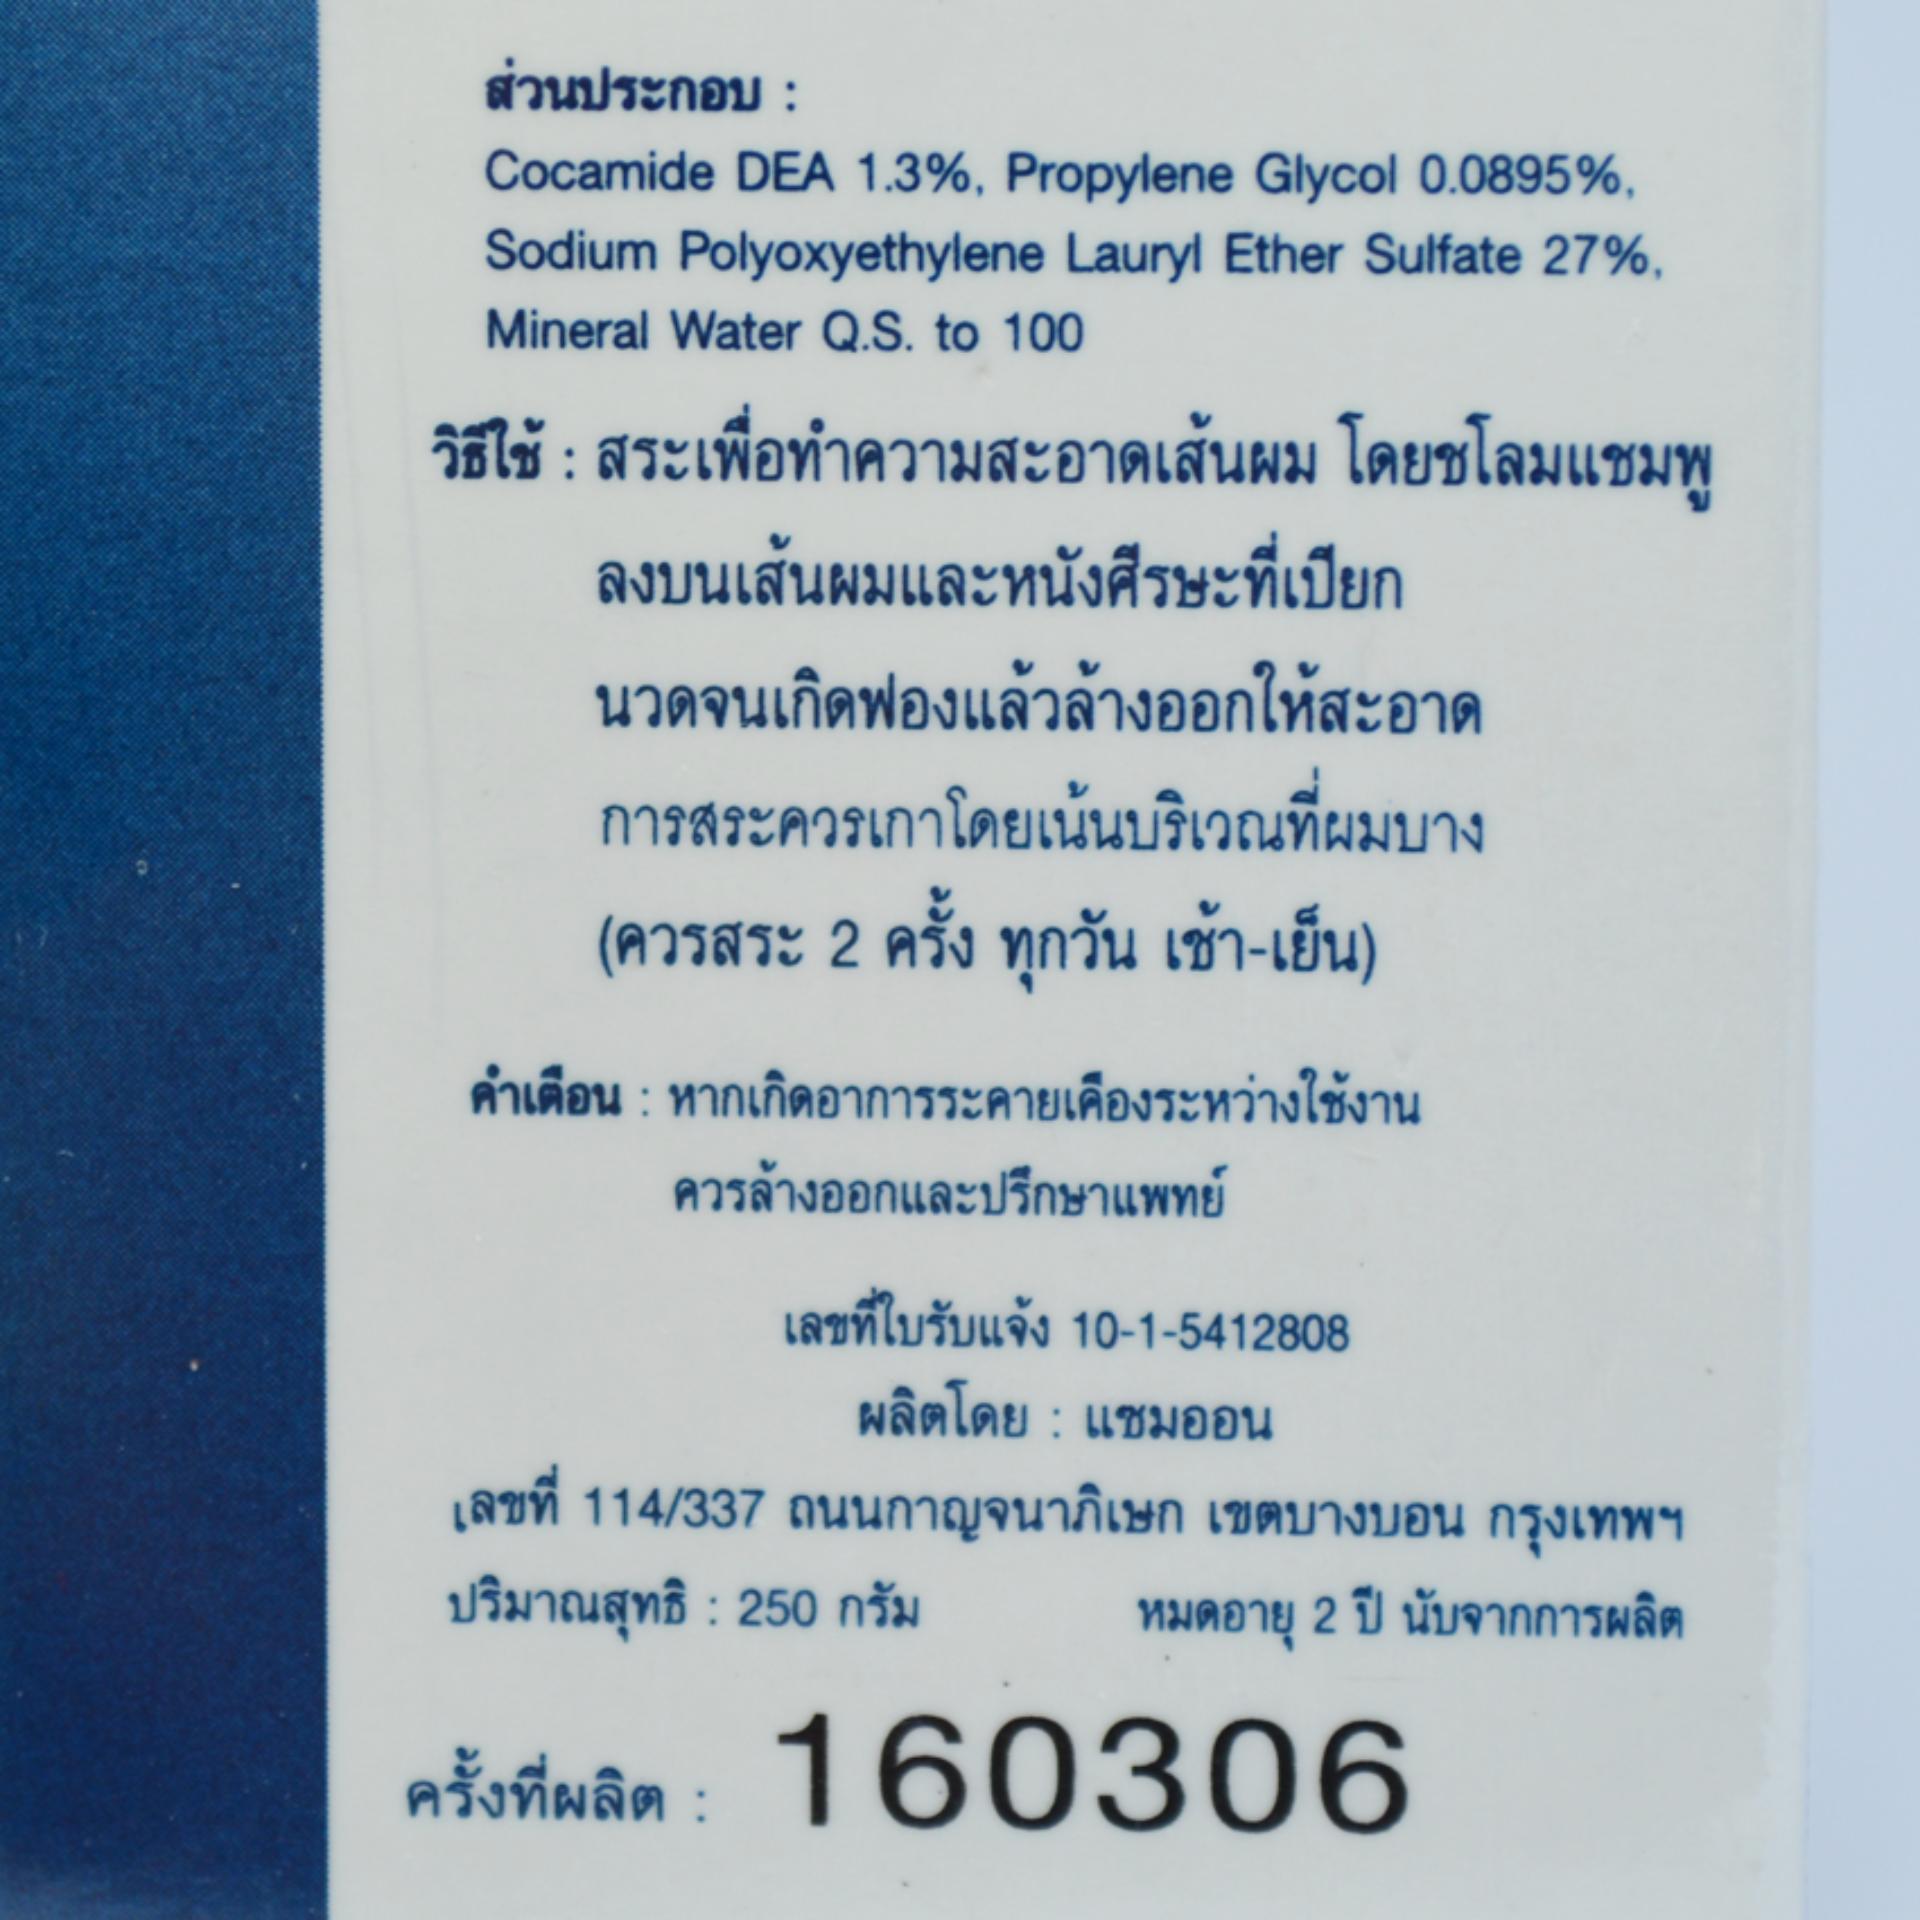 ส่วนประกอบ :
Cocamide DEA 1.3%, Propylene Glycol 0.0895%,
Sodium Polyoxyethylene Lauryl Ether Sulfate 27%,
Mineral Water Q.S. to 100
วิธีใช้ : สระเพื่อทำความสะอาดเส้นผม โดยชโลมแชมพู
ลงบนเส้นผมและหนังศีรษะที่เปียก
นวดจนเกิดฟองแล้วล้างออกให้สะอาด
การสระควรเกาโดยเน้นบริเวณที่ผมบาง
(ควรสระ 2 ครั้ง ทุกวัน เช้า-เย็น)
คำเตือน : หากเกิดอาการระคายเคืองระหว่างใช้งาน
ควรล้างออกและปรึกษาแพทย์
เลขที่ใบรับแจ้ง 10-1-5412808
ผลิตโดย : แซมออน
เลขที่ 114/337 ถนนกาญจนาภิเษก เขตบางบอน กรุงเทพฯ
ปริมาณสุทธิ : 250 กรัม หมดอายุ 2 ปี นับจากการผลิต
ครั้งที่ผลิต : 160306